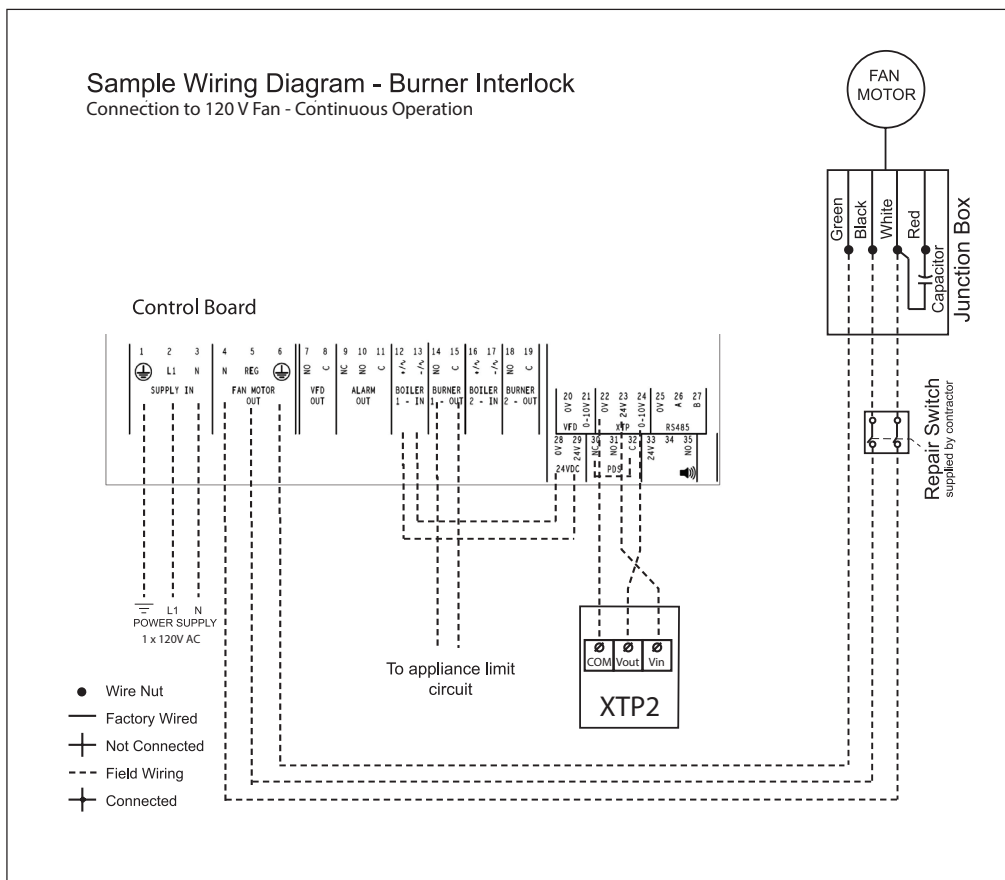 Sample Wiring Diagram - Burner Interlock
Connection to 120 V Fan - Continuous Operation
FAN
MOTOR
Green
Black
White
Red
Capacitor
Junction Box
Control Board
1 2 3 4 5 6 7 8 9 10 11 12 13 14 15 16 17 18 19
L1 N N REG NO C NC NO C +/∿ -/∿ NO C +/∿ -/∿ NO C
SUPPLY IN
FAN MOTOR
OUT
VFD
OUT
ALARM
OUT
BOILER
1 - IN
BURNER
1 - OUT
BOILER
2 - IN
BURNER
2 - OUT
20 21 22 23 24 25 26 27
0V 0-10V 0V 24V 0-10V 0V A B
VFD XTP RS485
28 29 30 31 32 33 34 35
0V 24V NC NO C 24V NO
24VDC PDS
Repair Switch
supplied by contractor
L1 N
POWER SUPPLY
1 x 120V AC
To appliance limit
circuit
COM Vout Vin
XTP2
Wire Nut
Factory Wired
Not Connected
Field Wiring
Connected